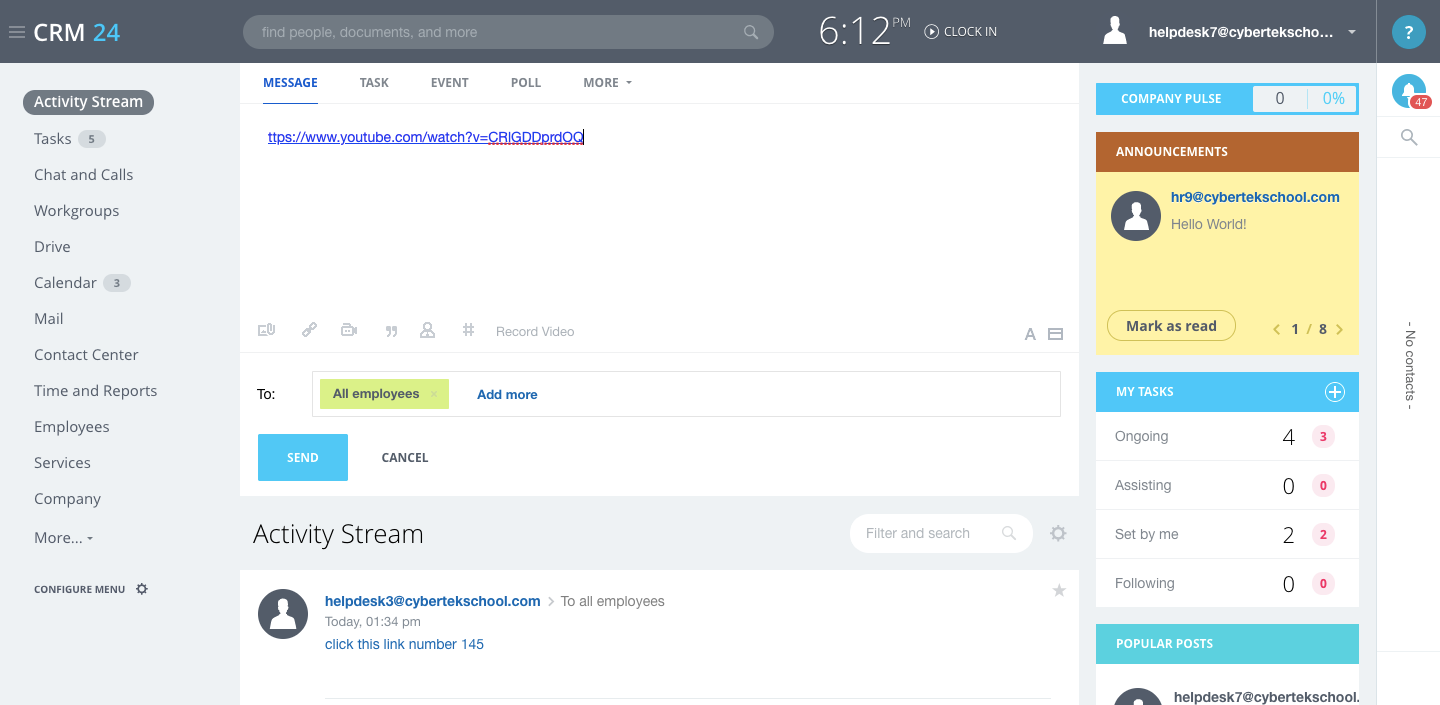 CRM 24
find people, documents, and more
6:12 PM
CLOCK IN
helpdesk7@cybertekscho...
?
47
Activity Stream
Tasks 5
Chat and Calls
Workgroups
Drive
Calendar 3
Mail
Contact Center
Time and Reports
Employees
Services
Company
More...
CONFIGURE MENU
MESSAGE TASK EVENT POLL MORE
ttps://www.youtube.com/watch?v=CRlGDDprdOQ
Record Video
A
To: All employees × Add more
SEND CANCEL
Activity Stream
Filter and search
helpdesk3@cybertekschool.com > To all employees
Today, 01:34 pm
click this link number 145
COMPANY PULSE 0 0%
ANNOUNCEMENTS
hr9@cybertekschool.com
Hello World!
Mark as read
1 / 8
MY TASKS
Ongoing 4 3
Assisting 0 0
Set by me 2 2
Following 0 0
POPULAR POSTS
helpdesk7@cybertekschool.
- No contacts -